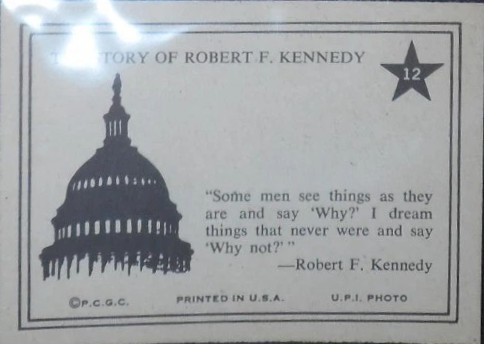 STORY OF ROBERT F. KENNEDY
12
“Some men see things as they
are and say ‘Why?’ I dream
things that never were and say
‘Why not?’ ”
—Robert F. Kennedy
©P.C.G.C. PRINTED IN U.S.A. U.P.I. PHOTO